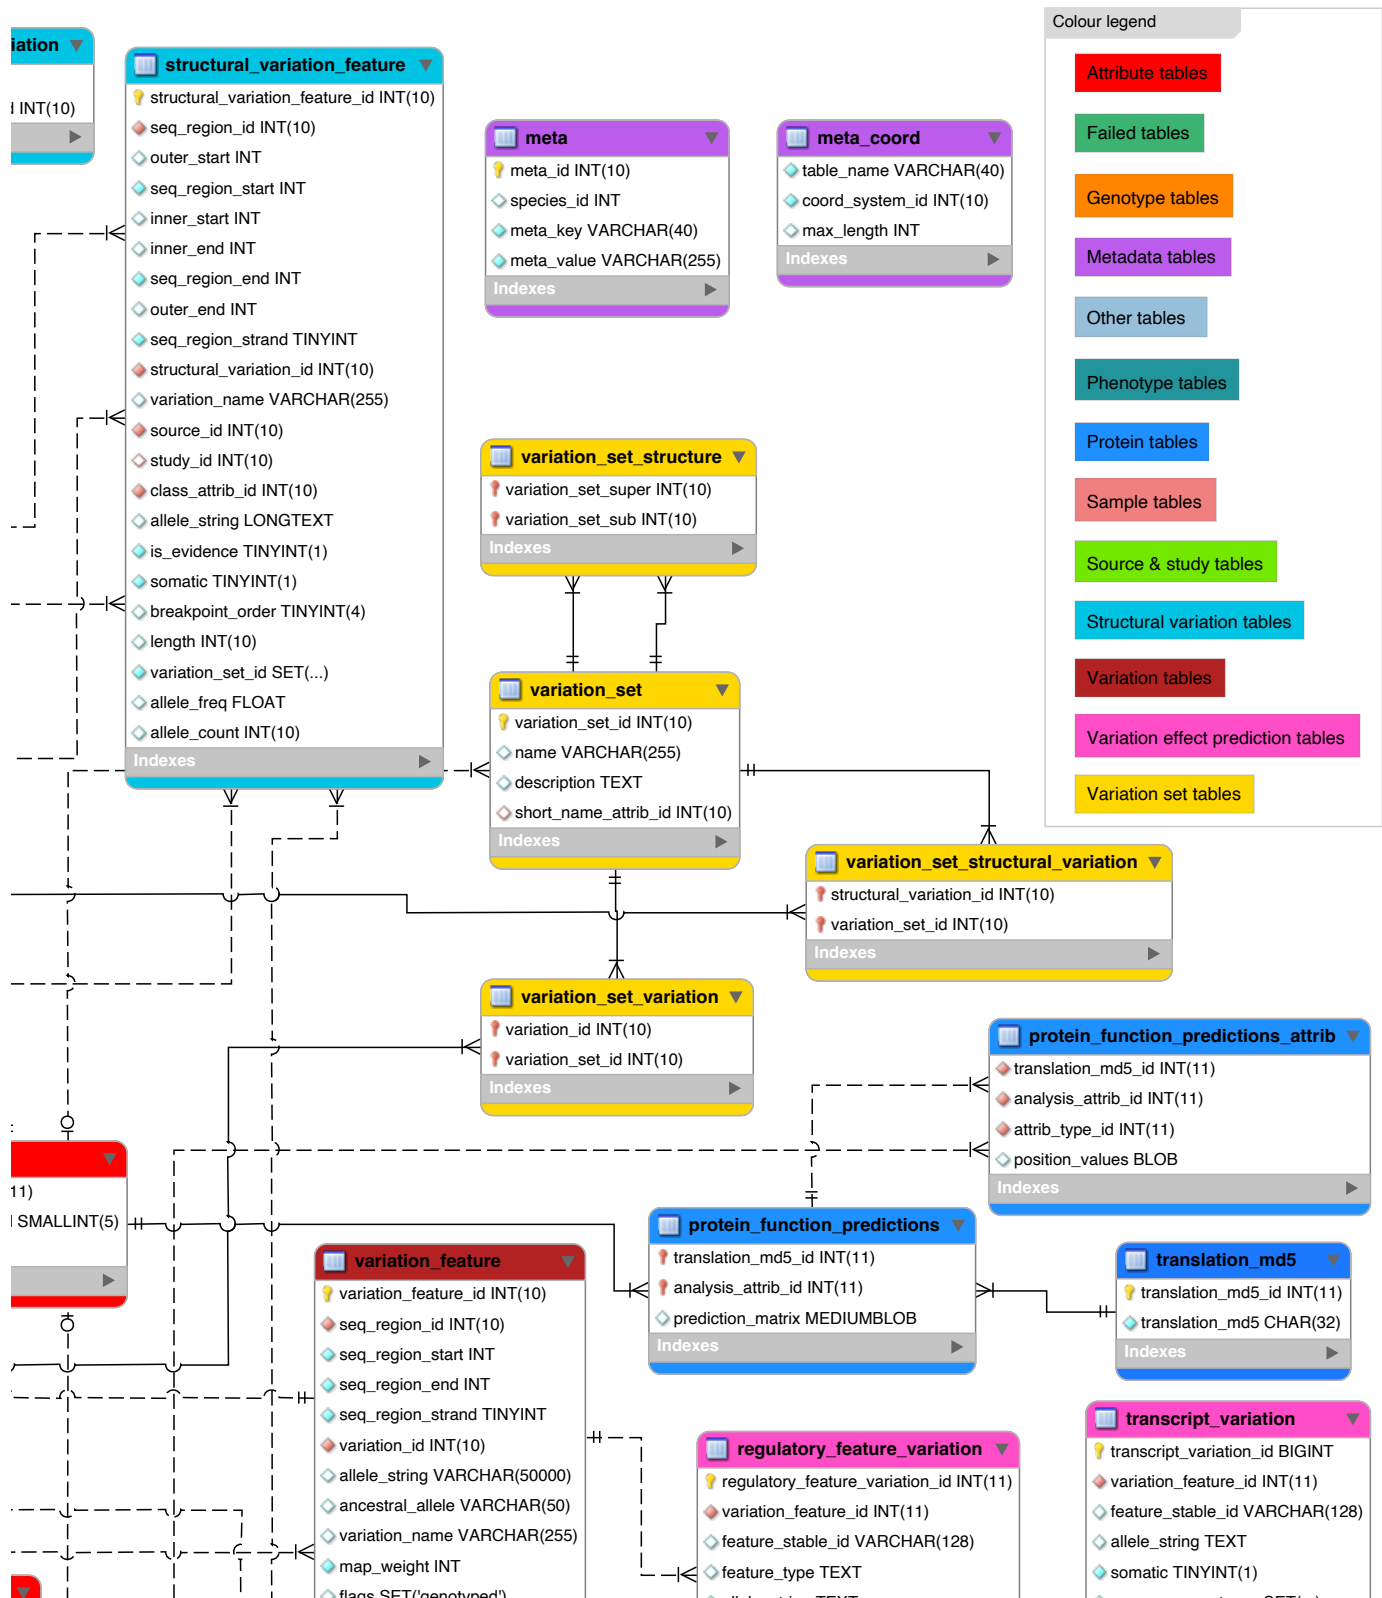 iation
INT(10)
structural_variation_feature
structural_variation_feature_id INT(10)
seq_region_id INT(10)
outer_start INT
seq_region_start INT
inner_start INT
inner_end INT
seq_region_end INT
outer_end INT
seq_region_strand TINYINT
structural_variation_id INT(10)
variation_name VARCHAR(255)
source_id INT(10)
study_id INT(10)
class_attrib_id INT(10)
allele_string LONGTEXT
is_evidence TINYINT(1)
somatic TINYINT(1)
breakpoint_order TINYINT(4)
length INT(10)
variation_set_id SET(...)
allele_freq FLOAT
allele_count INT(10)
Indexes
meta
meta_id INT(10)
species_id INT
meta_key VARCHAR(40)
meta_value VARCHAR(255)
Indexes
meta_coord
table_name VARCHAR(40)
coord_system_id INT(10)
max_length INT
Indexes
Colour legend
Attribute tables
Failed tables
Genotype tables
Metadata tables
Other tables
Phenotype tables
Protein tables
Sample tables
Source & study tables
Structural variation tables
Variation tables
Variation effect prediction tables
Variation set tables
variation_set_structure
variation_set_super INT(10)
variation_set_sub INT(10)
Indexes
variation_set
variation_set_id INT(10)
name VARCHAR(255)
description TEXT
short_name_attrib_id INT(10)
Indexes
variation_set_structural_variation
structural_variation_id INT(10)
variation_set_id INT(10)
Indexes
variation_set_variation
variation_id INT(10)
variation_set_id INT(10)
Indexes
protein_function_predictions_attrib
translation_md5_id INT(11)
analysis_attrib_id INT(11)
attrib_type_id INT(11)
position_values BLOB
Indexes
11)
SMALLINT(5)
protein_function_predictions
translation_md5_id INT(11)
analysis_attrib_id INT(11)
prediction_matrix MEDIUMBLOB
Indexes
translation_md5
translation_md5_id INT(11)
translation_md5 CHAR(32)
Indexes
variation_feature
variation_feature_id INT(10)
seq_region_id INT(10)
seq_region_start INT
seq_region_end INT
seq_region_strand TINYINT
variation_id INT(10)
allele_string VARCHAR(50000)
ancestral_allele VARCHAR(50)
variation_name VARCHAR(255)
map_weight INT
flags SET('genotyped')
regulatory_feature_variation
regulatory_feature_variation_id INT(11)
variation_feature_id INT(11)
feature_stable_id VARCHAR(128)
feature_type TEXT
transcript_variation
transcript_variation_id BIGINT
variation_feature_id INT(11)
feature_stable_id VARCHAR(128)
allele_string TEXT
somatic TINYINT(1)